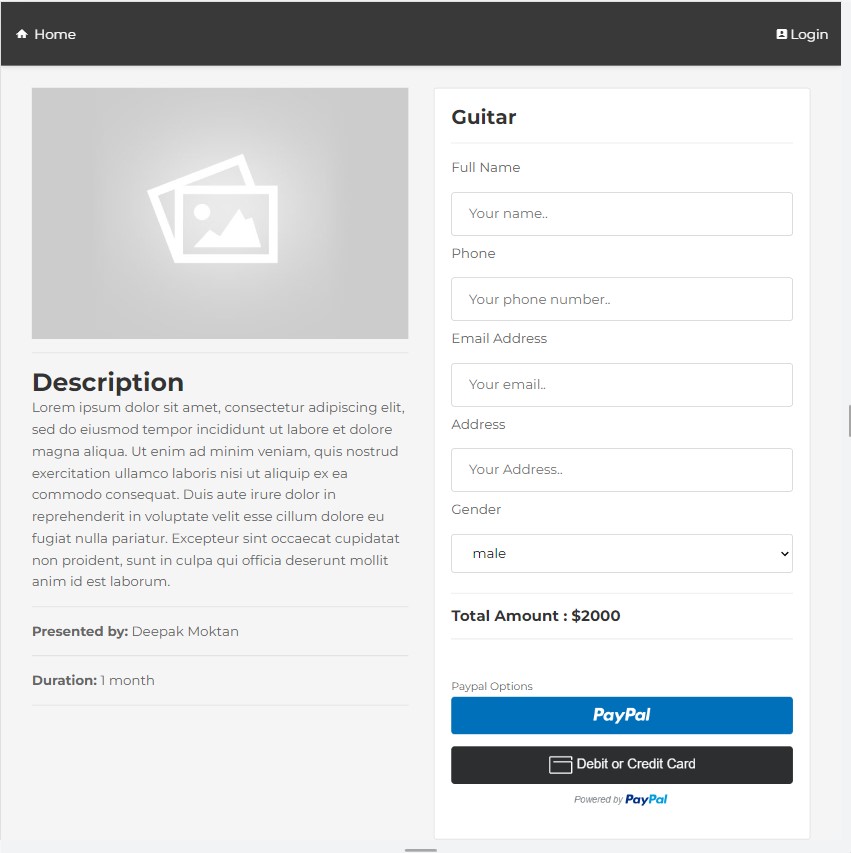 Home
Login
Description
Lorem ipsum dolor sit amet, consectetur adipiscing elit,
sed do eiusmod tempor incididunt ut labore et dolore
magna aliqua. Ut enim ad minim veniam, quis nostrud
exercitation ullamco laboris nisi ut aliquip ex ea
commodo consequat. Duis aute irure dolor in
reprehenderit in voluptate velit esse cillum dolore eu
fugiat nulla pariatur. Excepteur sint occaecat cupidatat
non proident, sunt in culpa qui officia deserunt mollit
anim id est laborum.
Presented by: Deepak Moktan
Duration: 1 month
Guitar
Full Name
Your name..
Phone
Your phone number..
Email Address
Your email..
Address
Your Address..
Gender
male
Total Amount : $2000
Paypal Options
PayPal
Debit or Credit Card
Powered by PayPal